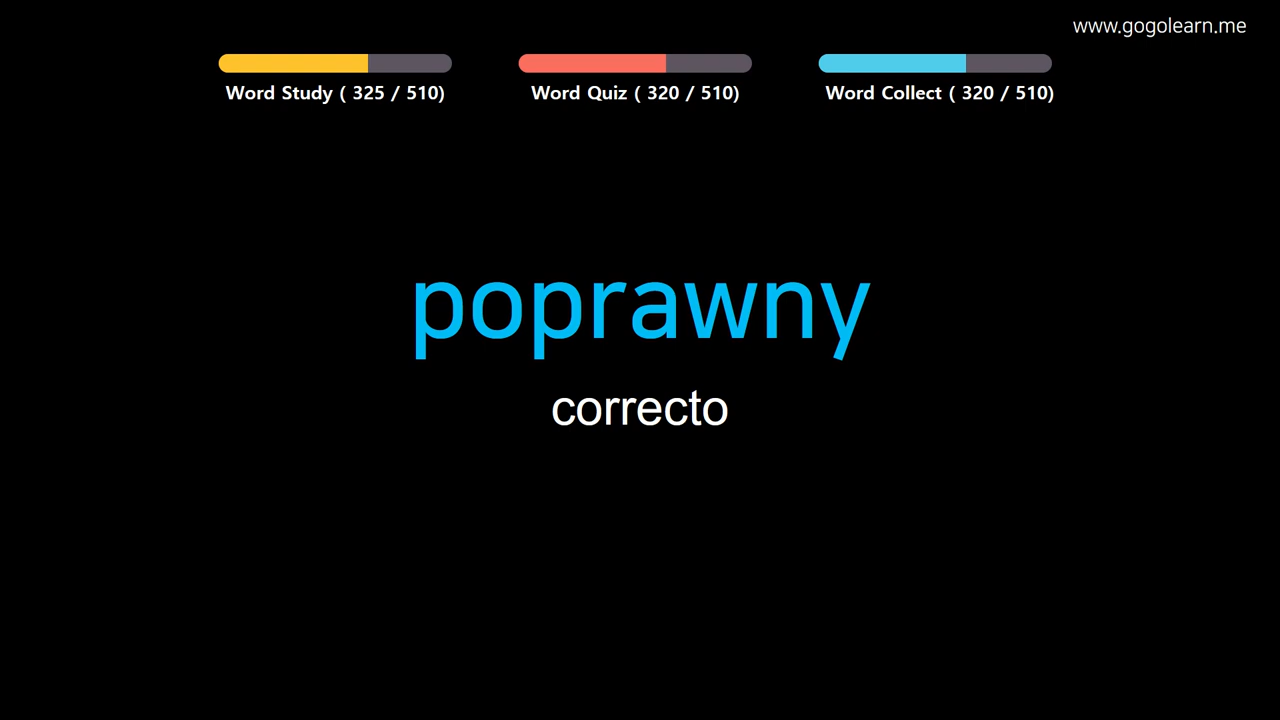 www.gogolearn.me
Word Study ( 325 / 510)
Word Quiz ( 320 / 510)
Word Collect ( 320 / 510)
poprawny
correcto